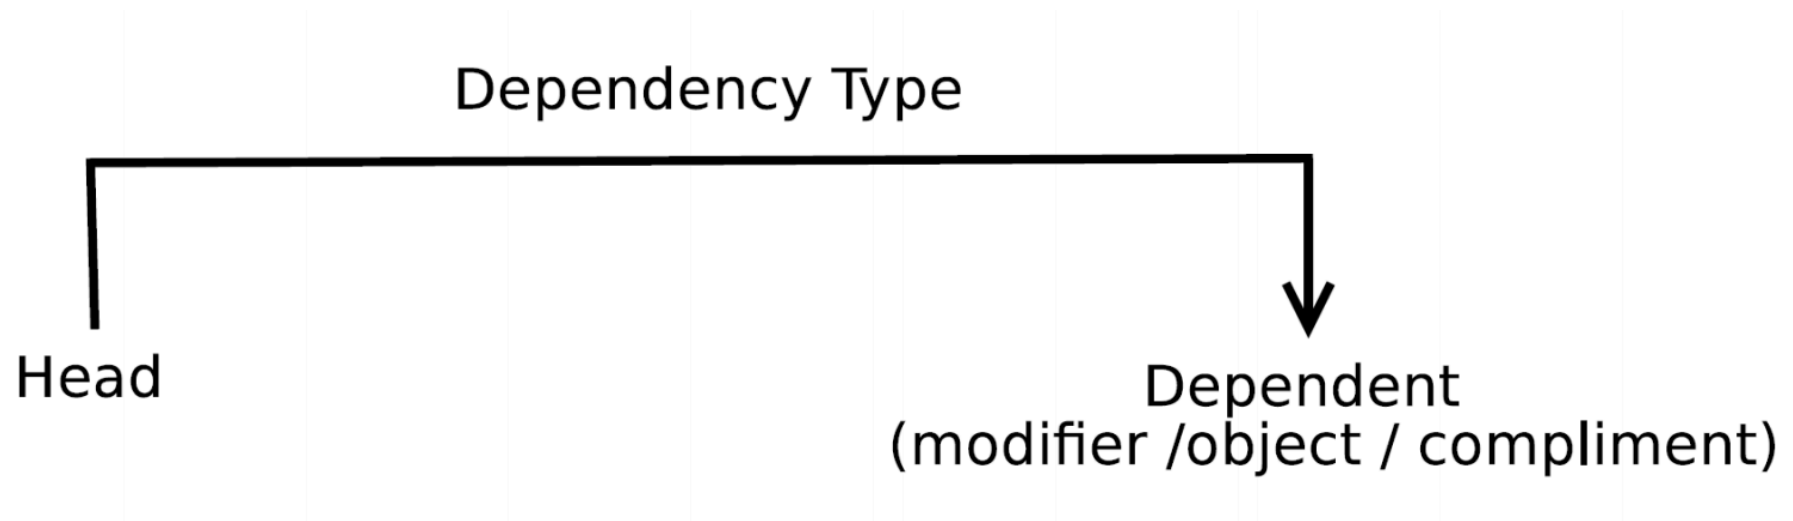 Dependency Type
Head
Dependent
(modifier /object / compliment)